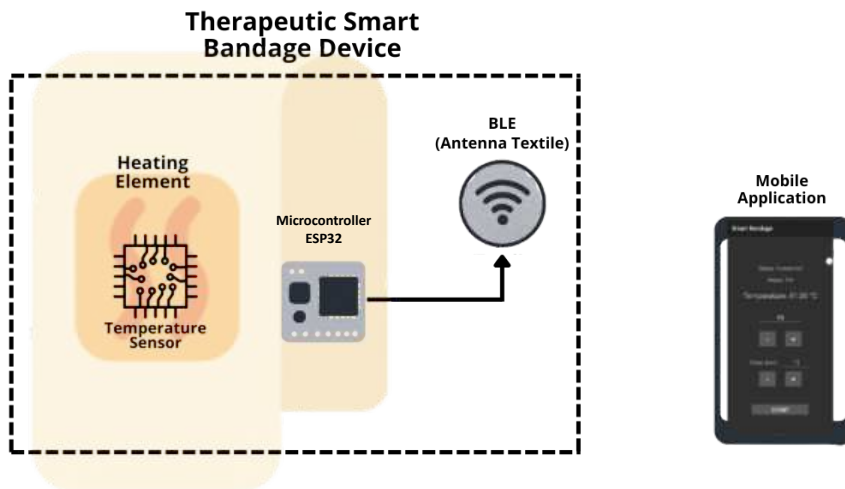 Therapeutic Smart
Bandage Device
BLE
(Antenna Textile)
Heating
Element
Microcontroller
ESP32
Temperature
Sensor
Mobile
Application
Smart Bandage